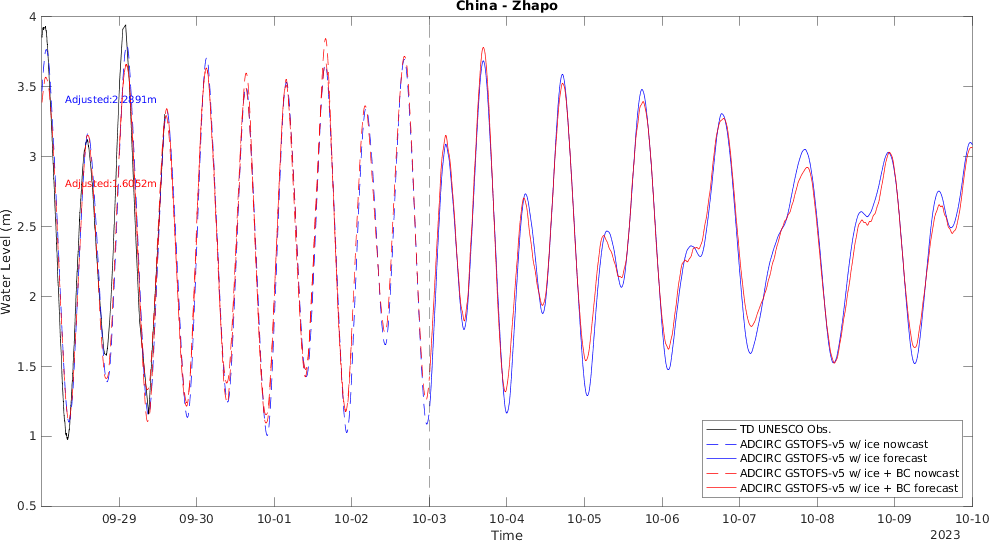 China - Zhapo
4
3.5
3
2.5
2
1.5
1
0.5
Water Level (m)
Adjusted:2.2891m
Adjusted:1.6052m
TD UNESCO Obs.
ADCIRC GSTOFS-v5 w/ ice nowcast
ADCIRC GSTOFS-v5 w/ ice forecast
ADCIRC GSTOFS-v5 w/ ice + BC nowcast
ADCIRC GSTOFS-v5 w/ ice + BC forecast
09-29 09-30 10-01 10-02 10-03 10-04 10-05 10-06 10-07 10-08 10-09 10-10
Time
2023